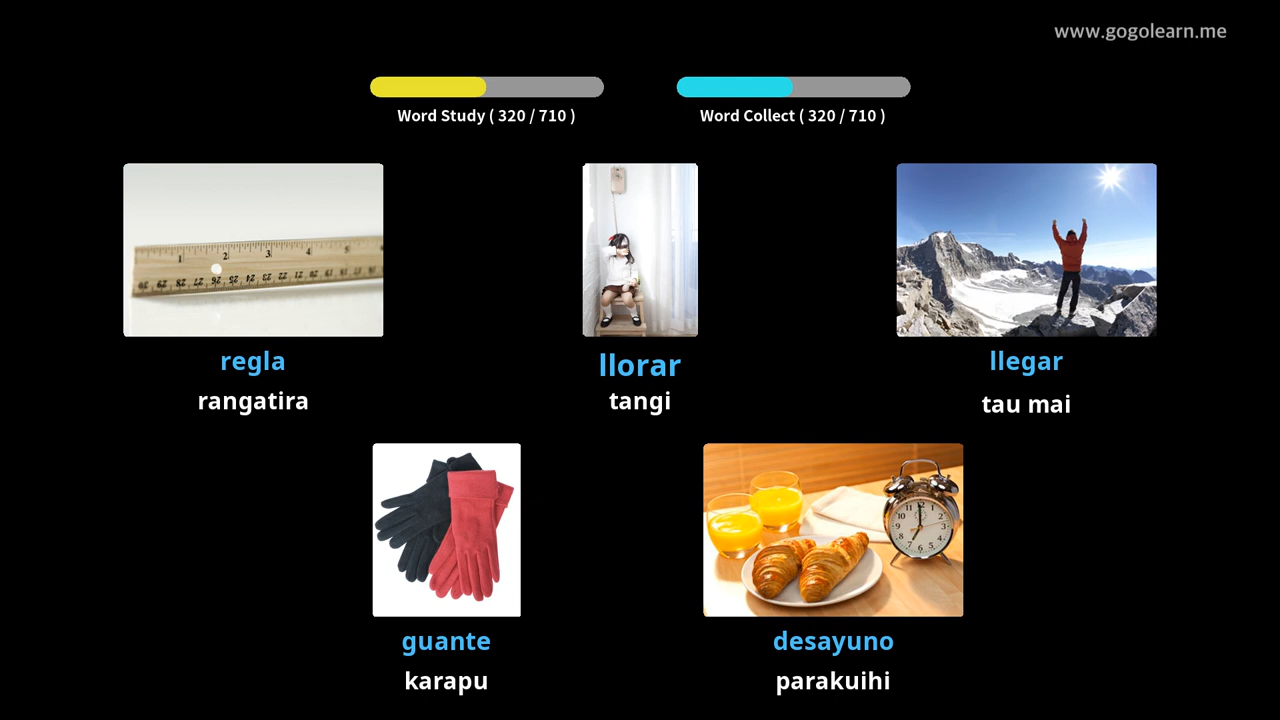 www.gogolearn.me
Word Study ( 320 / 710 )
Word Collect ( 320 / 710 )
regla
rangatira
llorar
tangi
llegar
tau mai
guante
karapu
desayuno
parakuihi